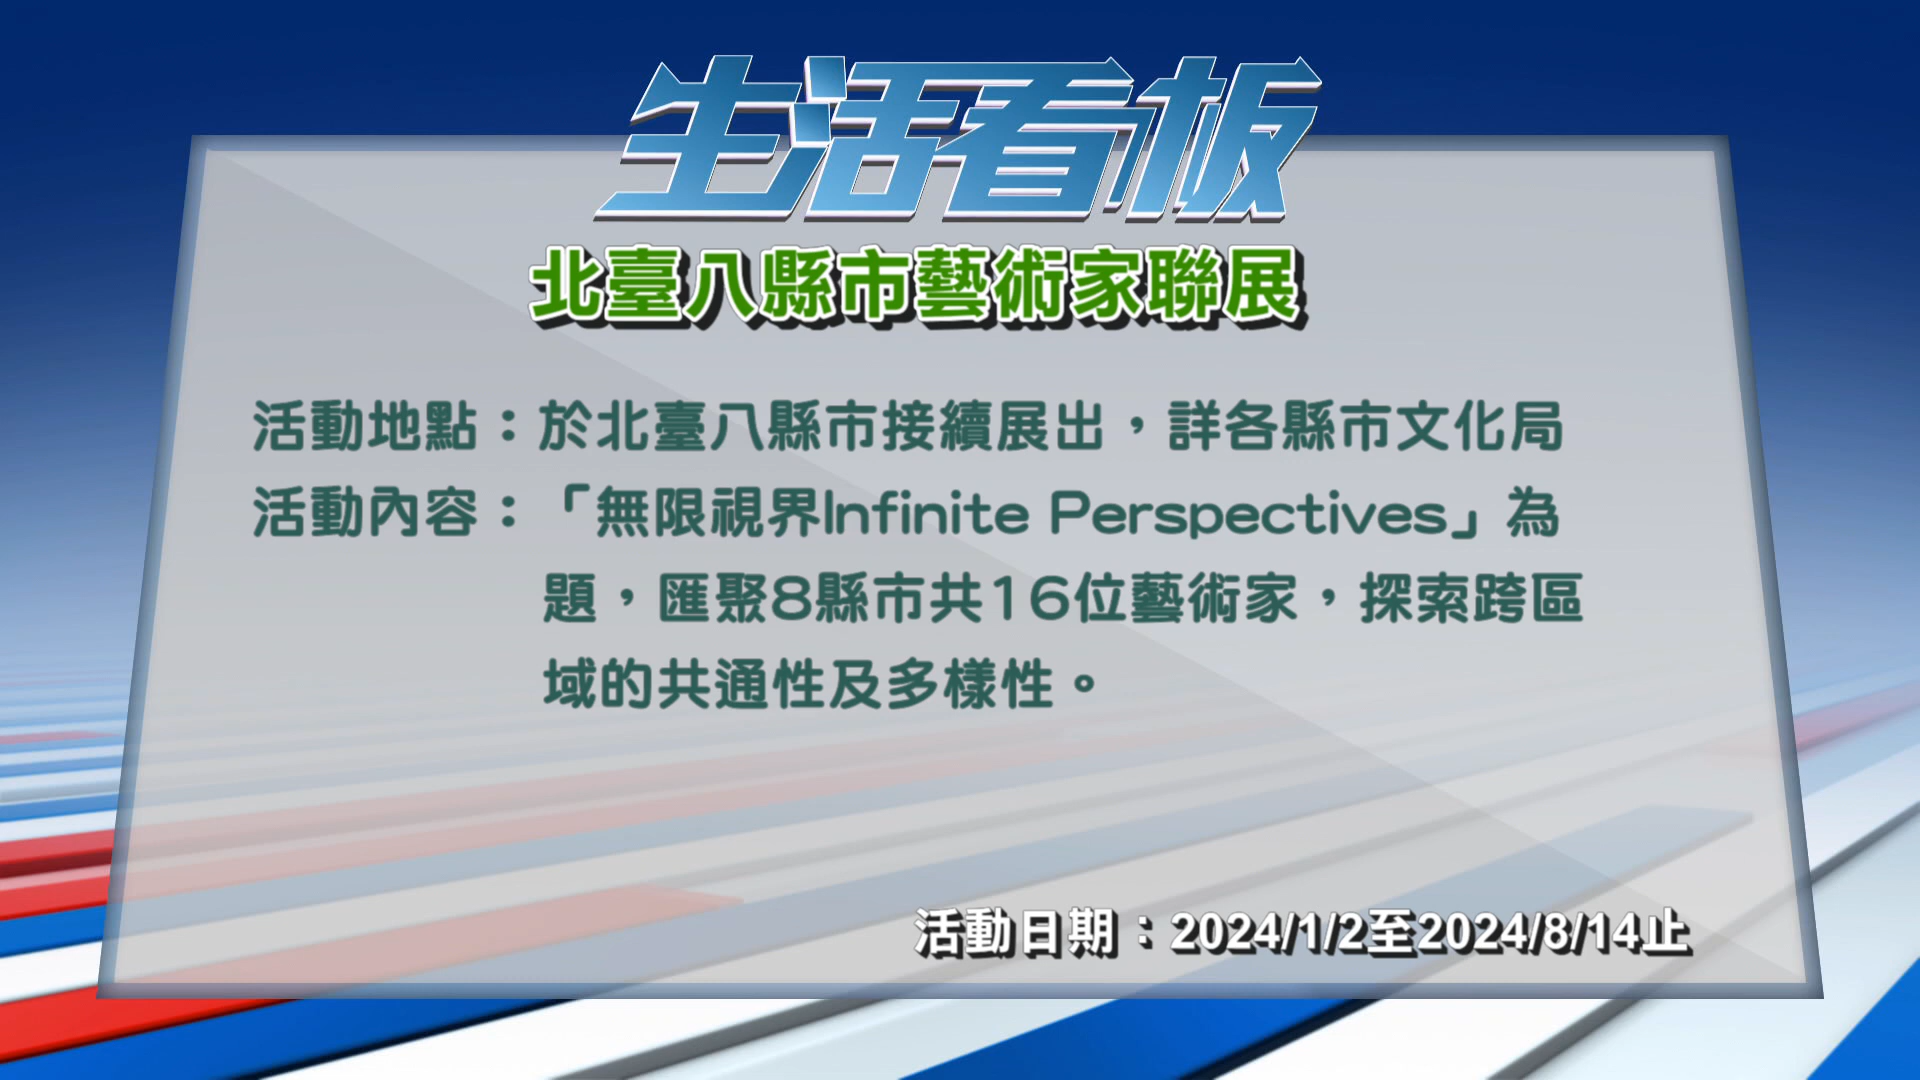 生活看板
北臺八縣市藝術家聯展
活動地點：於北臺八縣市接續展出，詳各縣市文化局
活動內容：「無限視界Infinite Perspectives」為
題，匯聚8縣市共16位藝術家，探索跨區
域的共通性及多樣性。
活動日期：2024/1/2至2024/8/14止